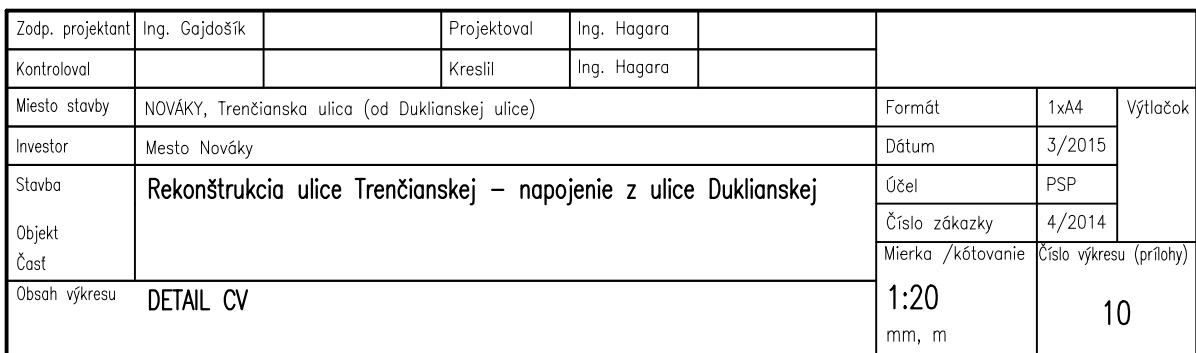 Zodp. projektant Ing. Gajdošík Projektoval Ing. Hagara
Kontroloval Kreslil Ing. Hagara
Miesto stavby NOVÁKY, Trenčianska ulica (od Duklianskej ulice) Formát 1xA4 Výtlačok
Investor Mesto Nováky Dátum 3/2015
Stavba Rekonštrukcia ulice Trenčianskej – napojenie z ulice Duklianskej Účel PSP
Objekt Číslo zákazky 4/2014
Časť Mierka /kótovanie Číslo výkresu (prílohy)
Obsah výkresu DETAIL CV 1:20 10
mm, m